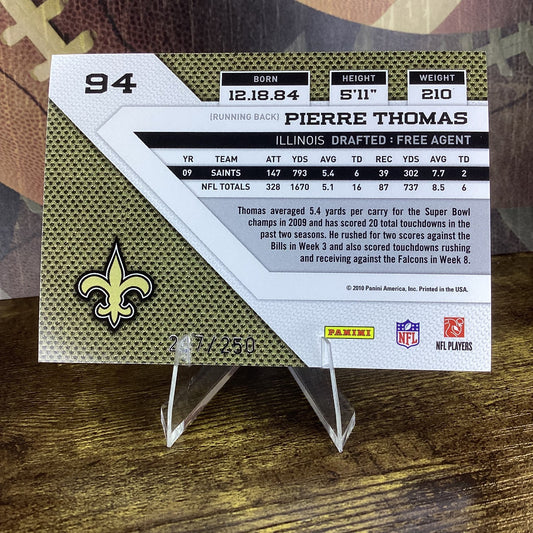 94
BORN HEIGHT WEIGHT
12.18.84 5'11" 210
(RUNNING BACK) PIERRE THOMAS
ILLINOIS DRAFTED : FREE AGENT
YR TEAM ATT YDS AVG TD REC YDS AVG TD
09 SAINTS 147 793 5.4 6 39 302 7.7 2
NFL TOTALS 328 1670 5.1 16 87 737 8.5 6
Thomas averaged 5.4 yards per carry for the Super Bowl
champs in 2009 and has scored 20 total touchdowns in the
past two seasons. He rushed for two scores against the
Bills in Week 3 and also scored touchdowns rushing
and receiving against the Falcons in Week 8.
© 2010 Panini America, Inc. Printed in the USA.
PANINI NFL NFL PLAYERS
/250